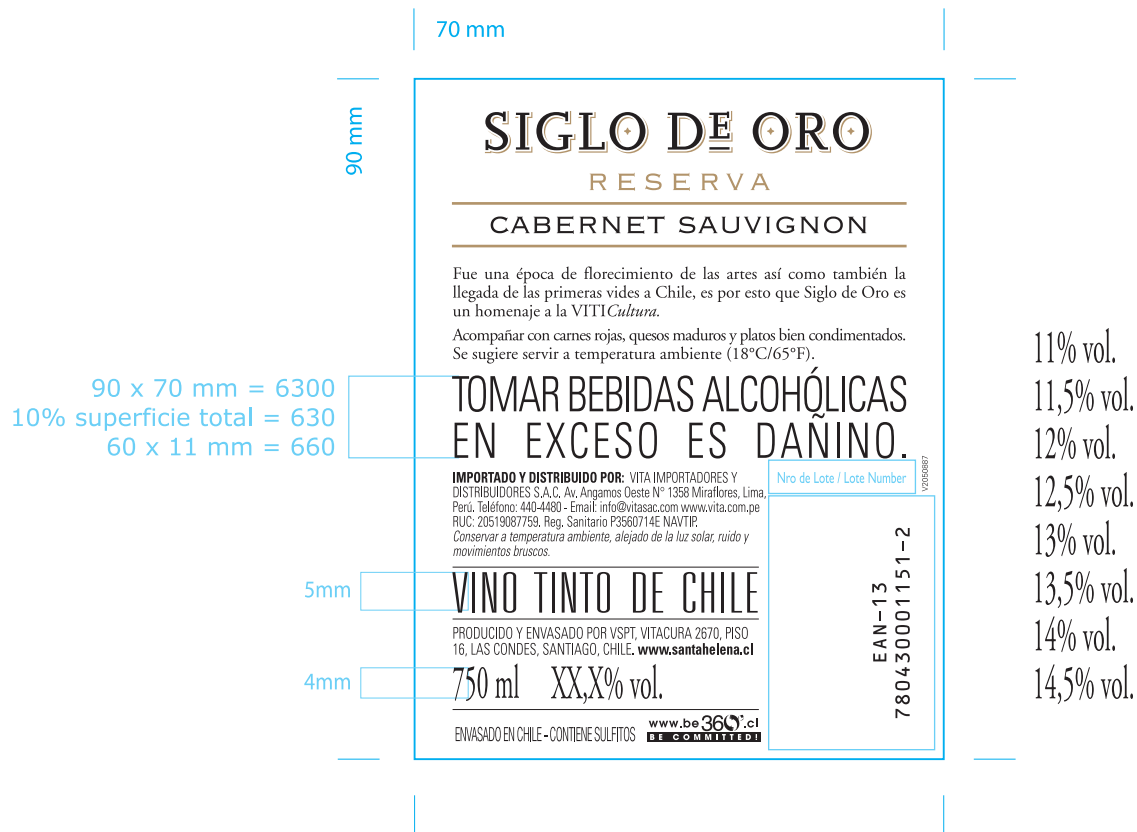 70 mm
90 mm
SIGLO DE ORO
RESERVA
CABERNET SAUVIGNON
Fue una época de florecimiento de las artes así como también la
llegada de las primeras vides a Chile, es por esto que Siglo de Oro es
un homenaje a la VITICultura.
Acompañar con carnes rojas, quesos maduros y platos bien condimentados.
Se sugiere servir a temperatura ambiente (18°C/65°F).
90 x 70 mm = 6300
10% superficie total = 630
60 x 11 mm = 660
TOMAR BEBIDAS ALCOHÓLICAS
EN EXCESO ES DAÑINO.
IMPORTADO Y DISTRIBUIDO POR: VITA IMPORTADORES Y
DISTRIBUIDORES S.A.C. Av. Angamos Oeste N° 1358 Miraflores, Lima,
Perú. Teléfono: 440-4480 - Email: info@vitasac.com www.vita.com.pe
RUC: 20519087759. Reg. Sanitario P3560714E NAVTIP.
Conservar a temperatura ambiente, alejado de la luz solar, ruido y
movimientos bruscos.
Nro de Lote / Lote Number
V2050867
5mm
VINO TINTO DE CHILE
PRODUCIDO Y ENVASADO POR VSPT, VITACURA 2670, PISO
16, LAS CONDES, SANTIAGO, CHILE. www.santahelena.cl
4mm
750 ml XX,X% vol.
ENVASADO EN CHILE - CONTIENE SULFITOS
www.be360°.cl
BE COMMITTED!
EAN-13
780430001151-2
11% vol.
11,5% vol.
12% vol.
12,5% vol.
13% vol.
13,5% vol.
14% vol.
14,5% vol.